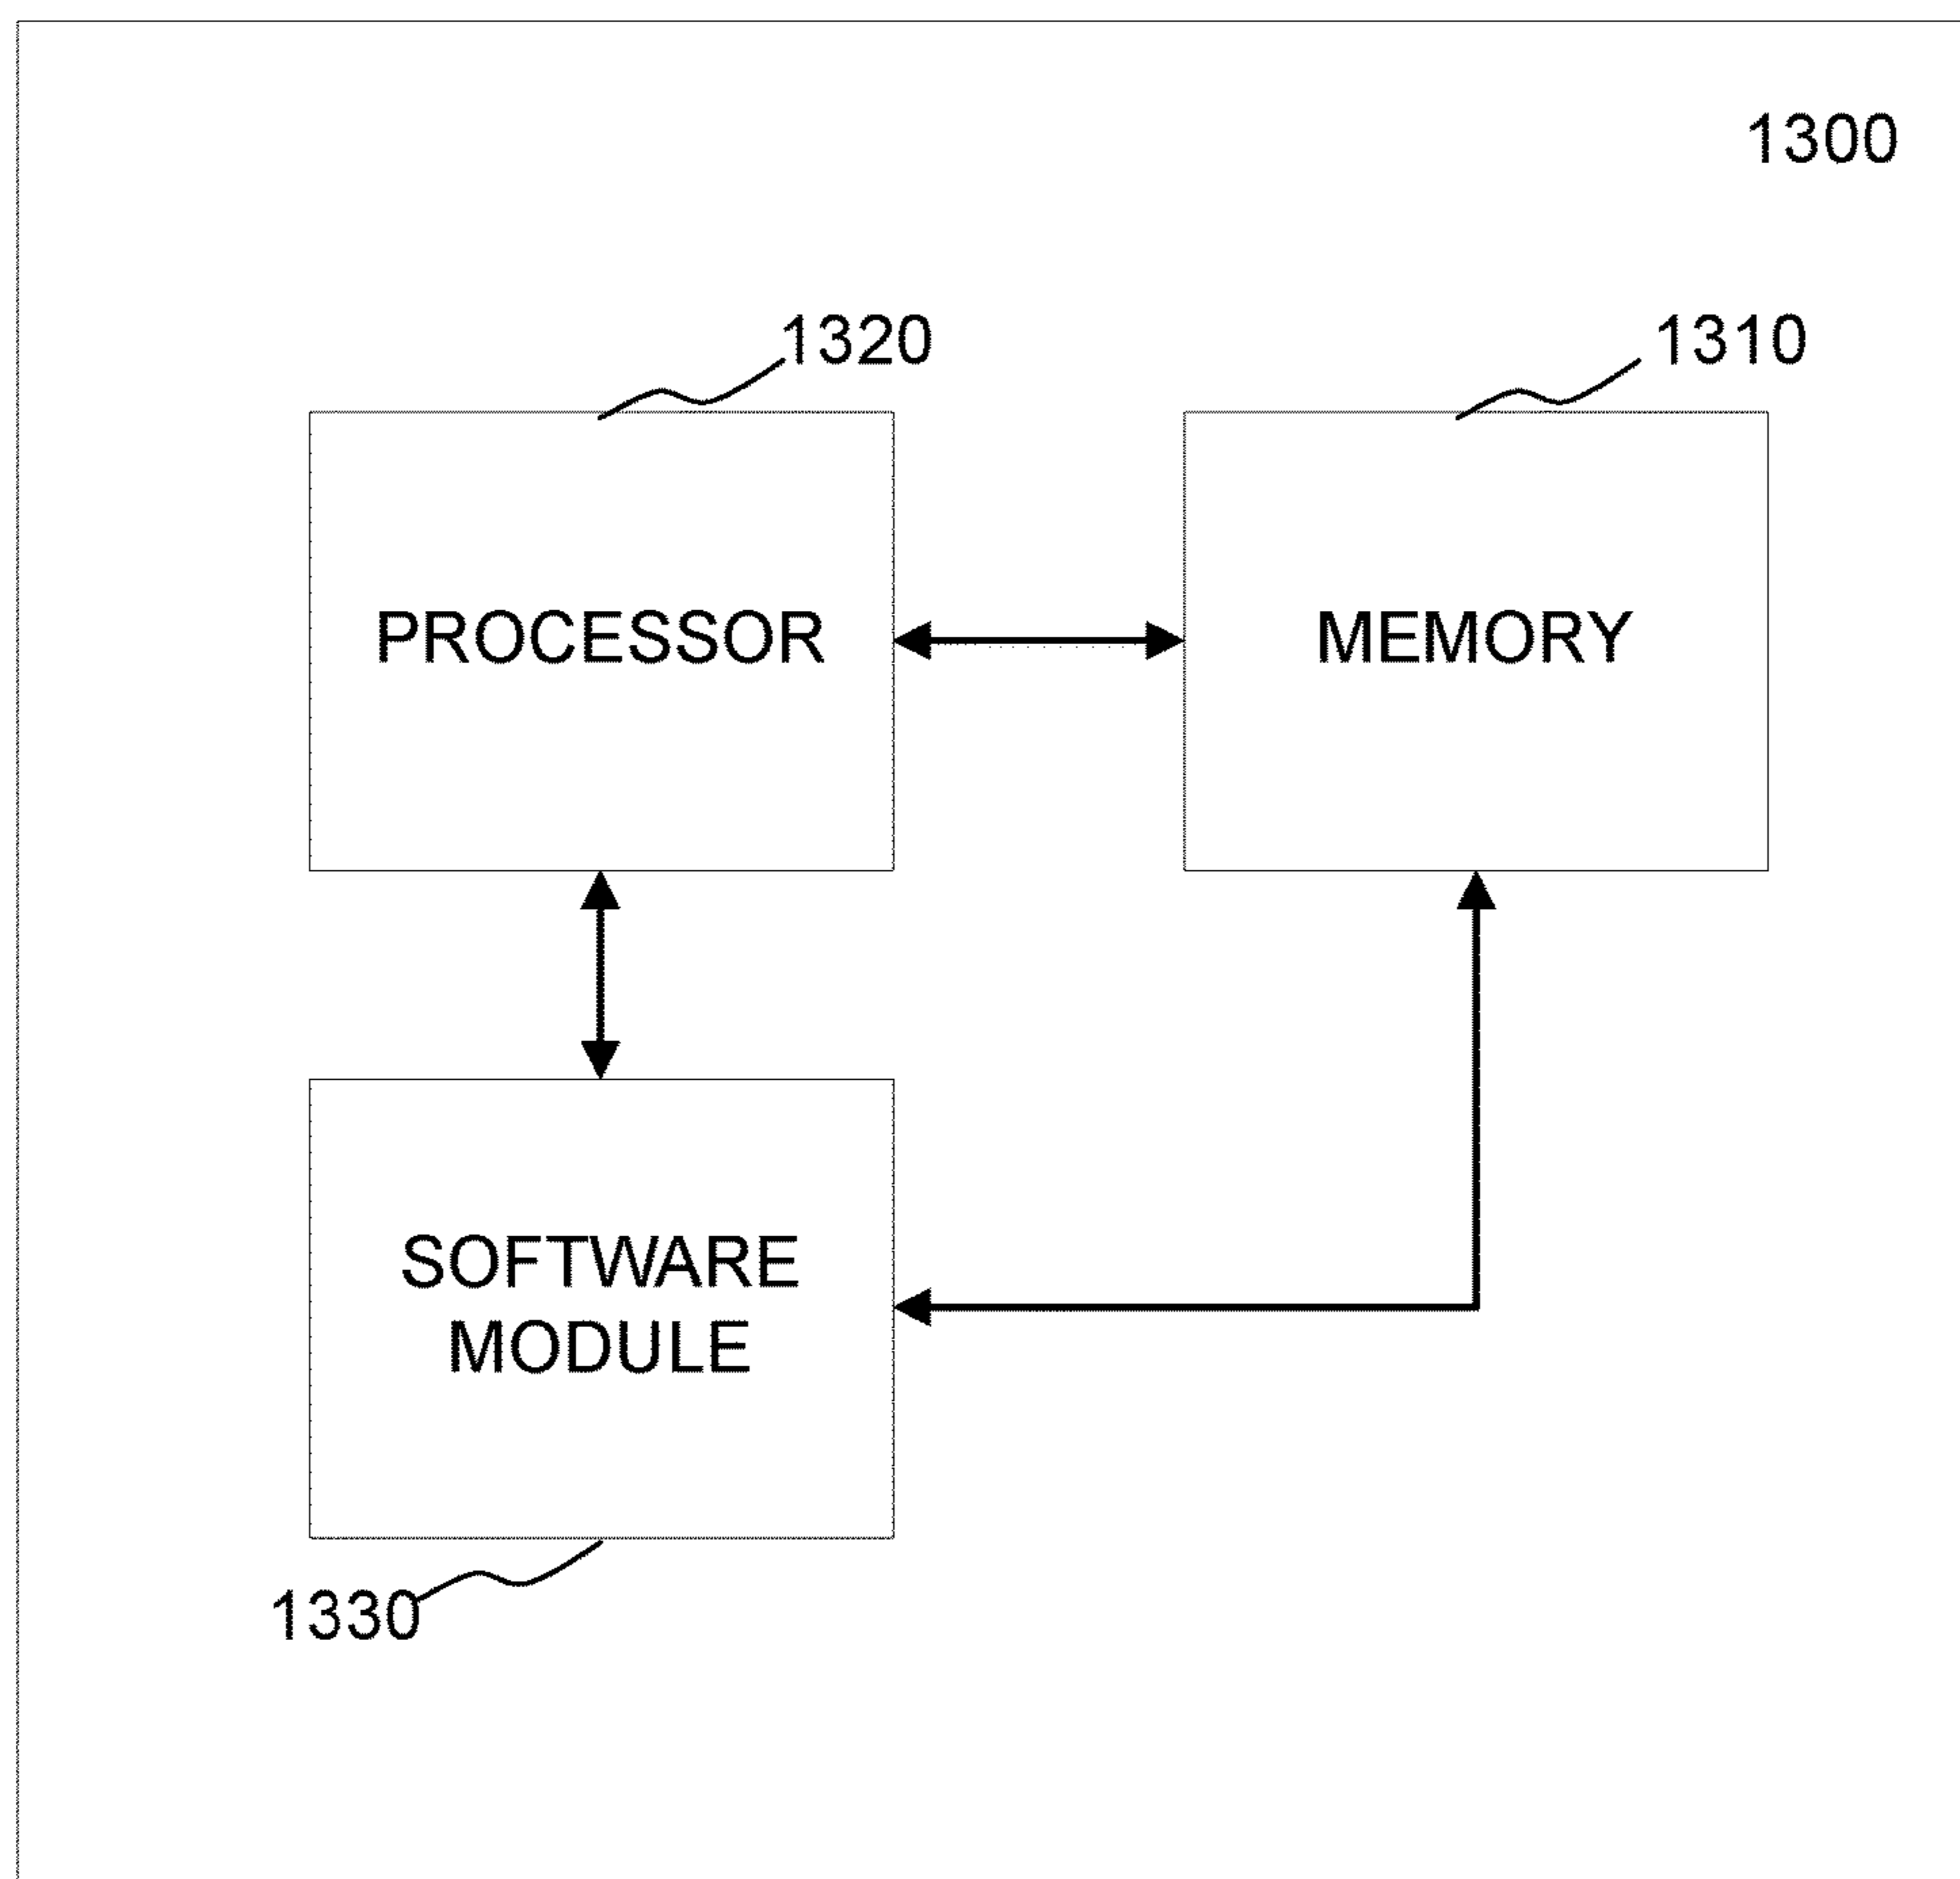 1300
1320
1310
PROCESSOR
MEMORY
SOFTWARE
MODULE
1330